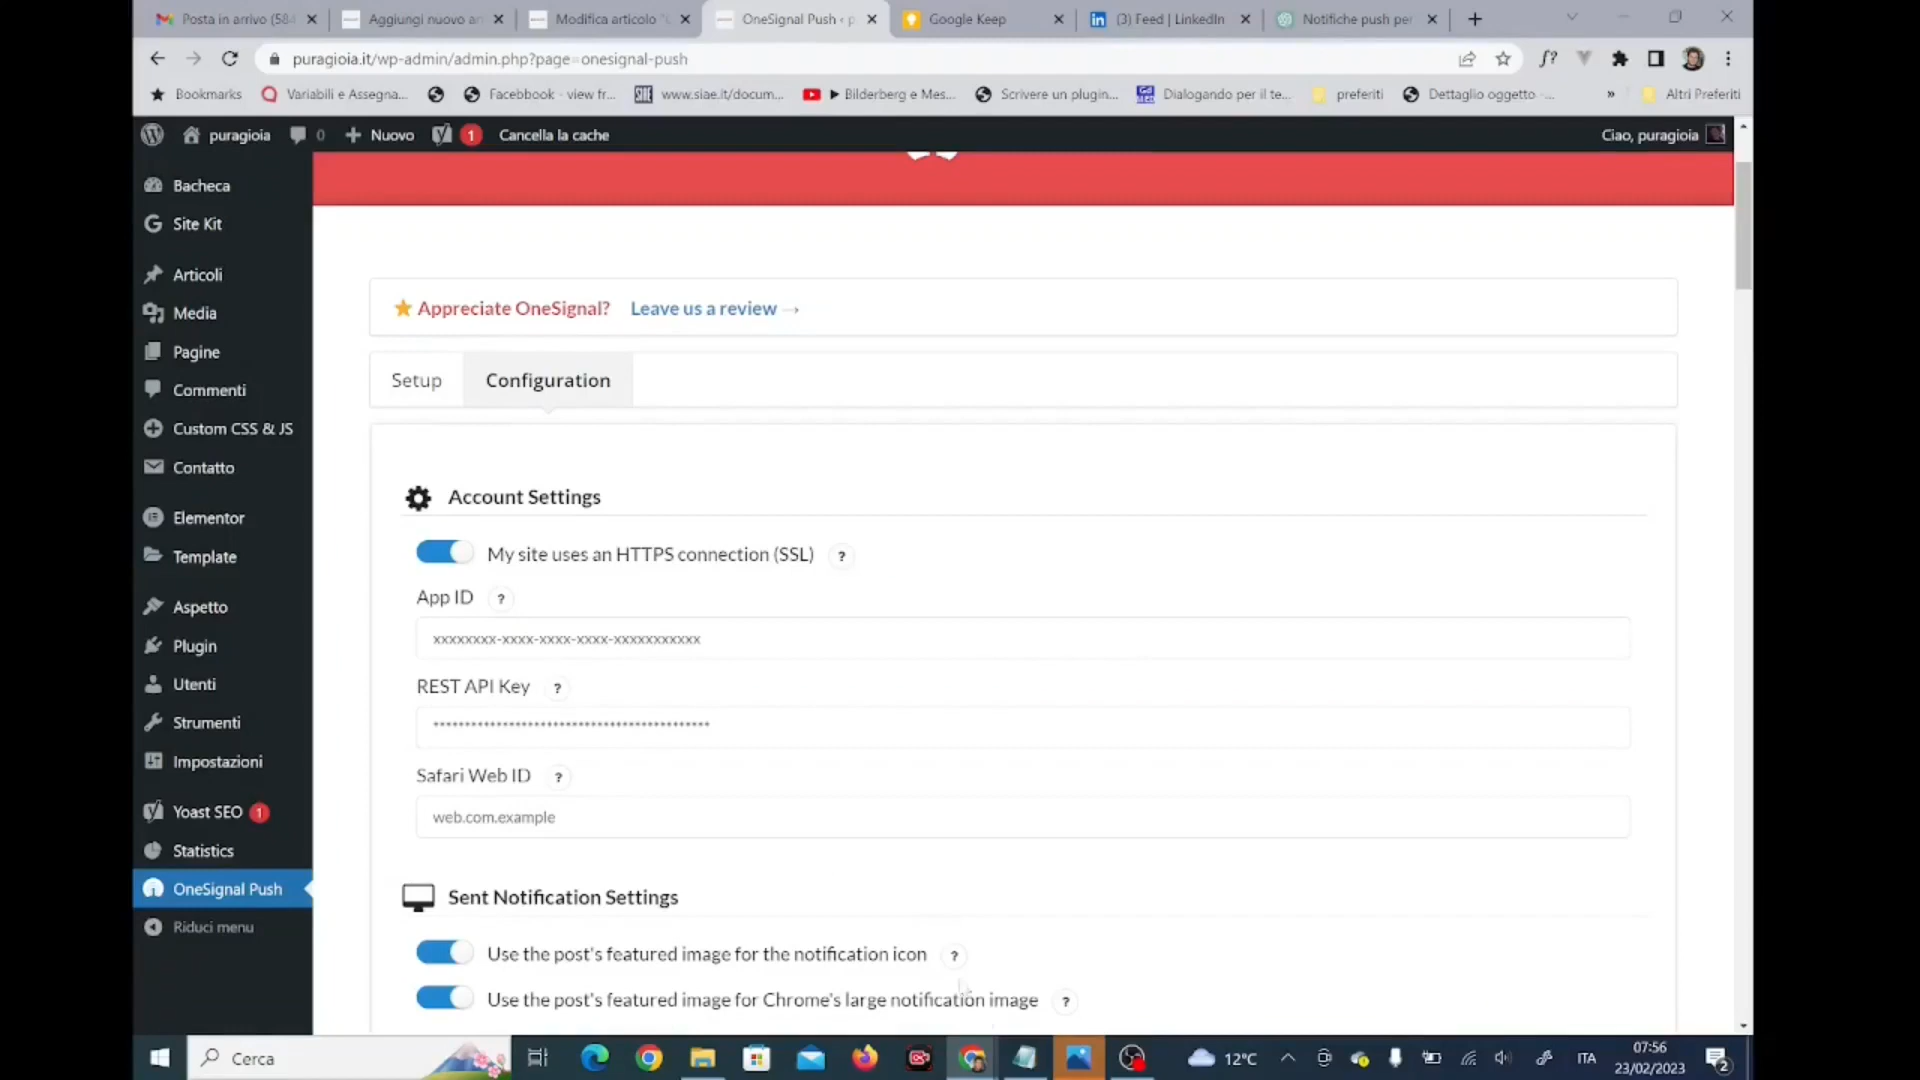 Posta in arrivo (584
Aggiungi nuovo ar
Modifica articolo "L
OneSignal Push ‹ p
Google Keep
(3) Feed | LinkedIn
Notifiche push per
puragioia.it/wp-admin/admin.php?page=onesignal-push
Bookmarks
Variabili e Assegna...
Facebbook - view fr...
www.siae.it/docum...
► Bilderberg e Mes...
Scrivere un plugin...
Dialogando per il te...
preferiti
Dettaglio oggetto -...
»
Altri Preferiti
puragioia
0
Nuovo
1
Cancella la cache
Ciao, puragioia
Bacheca
Site Kit
Articoli
Media
Pagine
Commenti
Custom CSS & JS
Contatto
Elementor
Template
Aspetto
Plugin
Utenti
Strumenti
Impostazioni
Yoast SEO 1
Statistics
OneSignal Push
Riduci menu
Appreciate OneSignal? Leave us a review →
Setup
Configuration
Account Settings
My site uses an HTTPS connection (SSL) ?
App ID ?
xxxxxxxx-xxxx-xxxx-xxxx-xxxxxxxxxxx
REST API Key ?
Safari Web ID ?
web.com.example
Sent Notification Settings
Use the post's featured image for the notification icon ?
Use the post's featured image for Chrome's large notification image ?
Cerca
12°C
ITA
07:56
23/02/2023
2